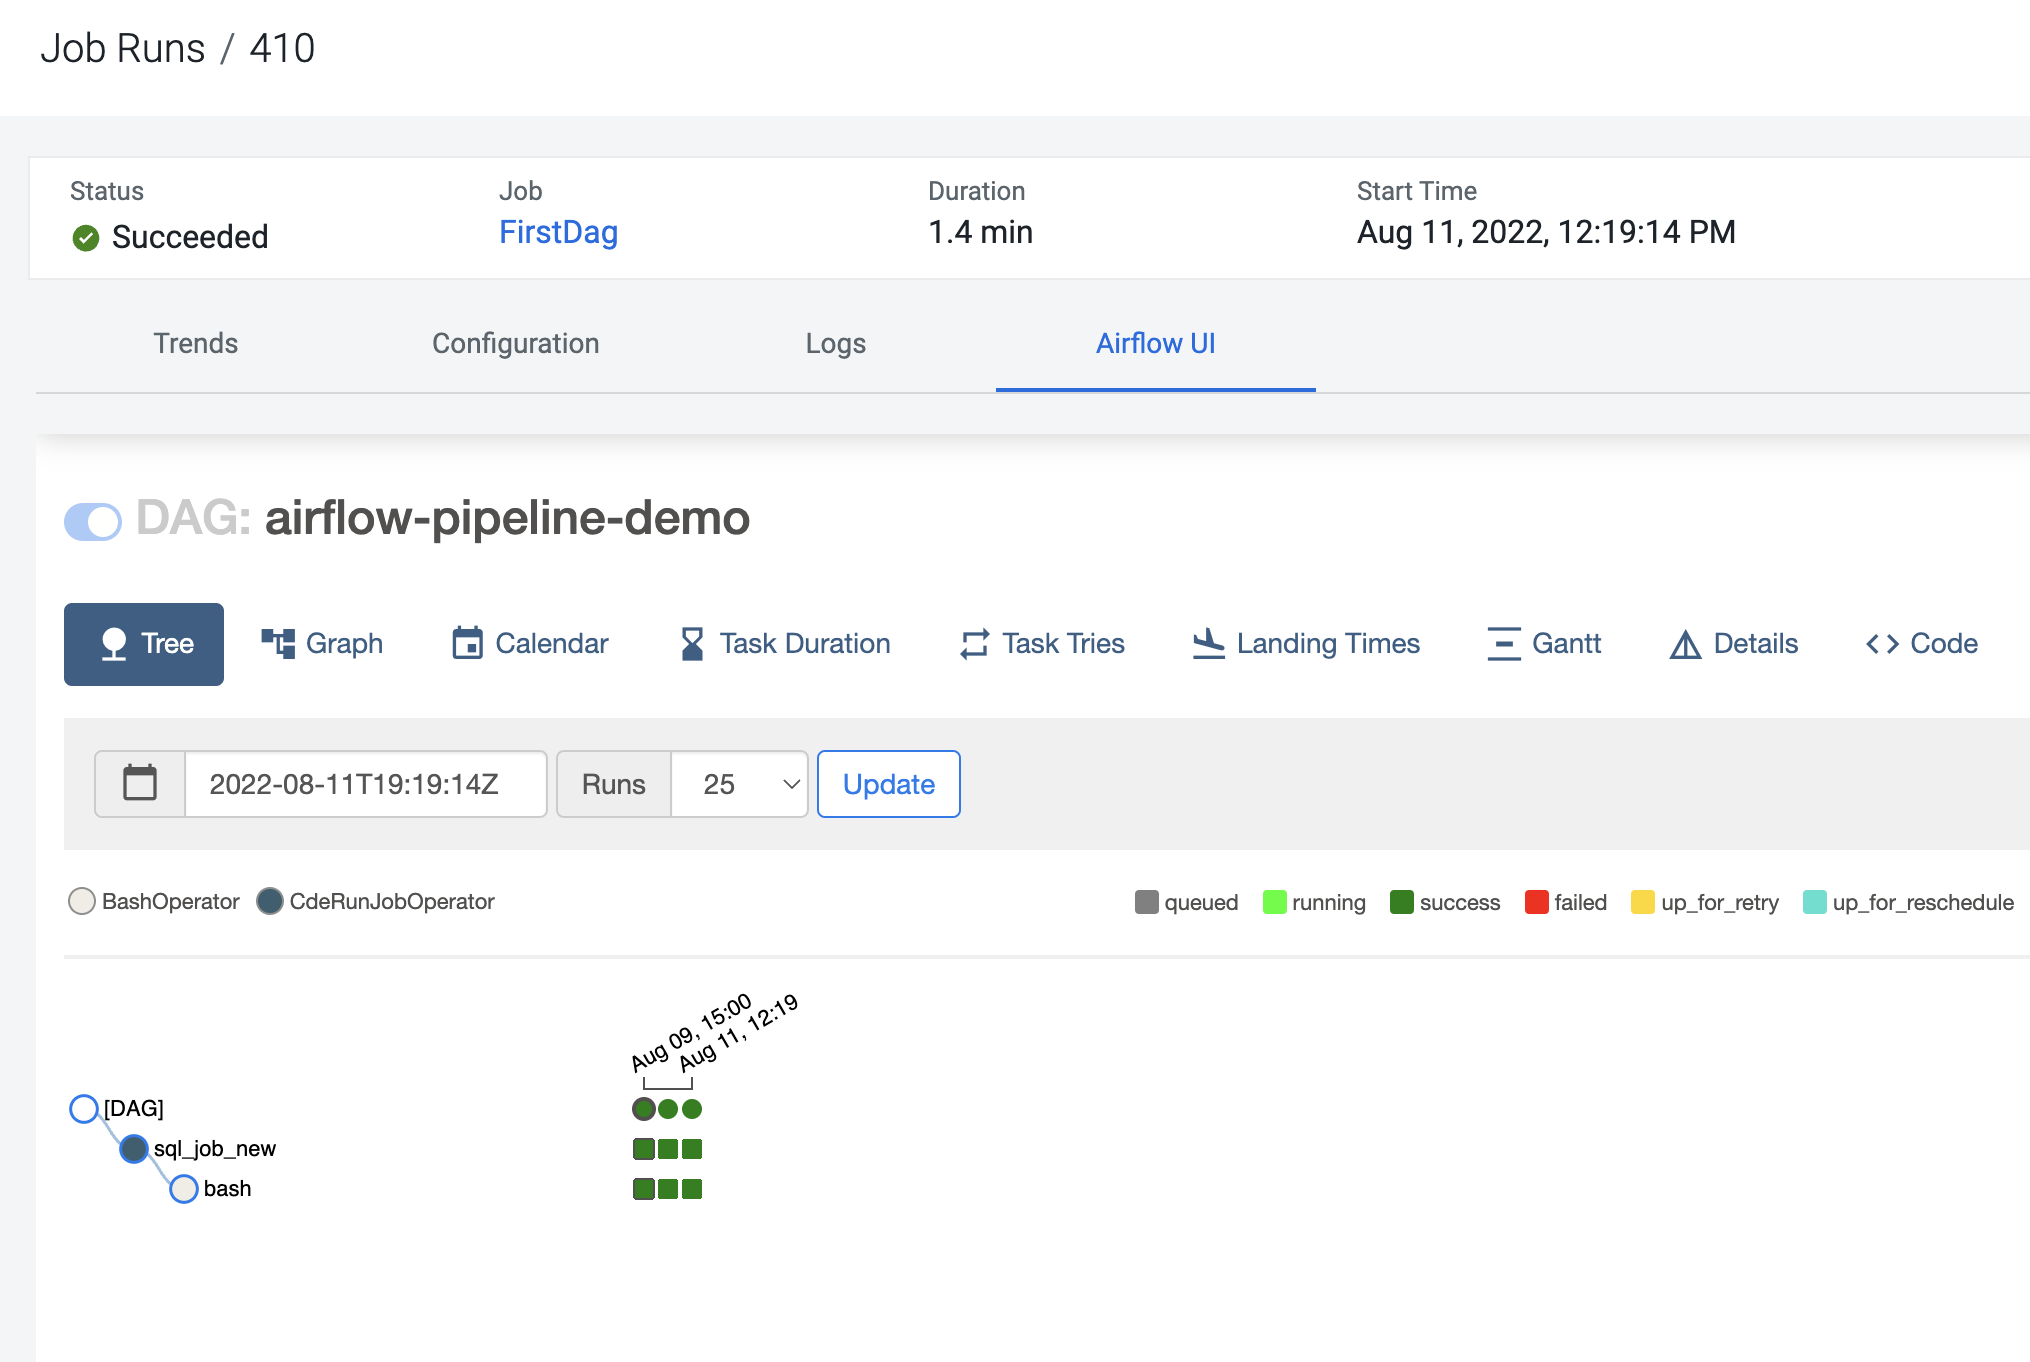 Job Runs / 410
Status Job Duration Start Time
Succeeded FirstDag 1.4 min Aug 11, 2022, 12:19:14 PM
Trends Configuration Logs Airflow UI
DAG: airflow-pipeline-demo
Tree Graph Calendar Task Duration Task Tries Landing Times Gantt Details <> Code
2022-08-11T19:19:14Z Runs 25 Update
BashOperator CdeRunJobOperator queued running success failed up_for_retry up_for_reschedule
Aug 09, 15:00
Aug 11, 12:19
[DAG]
sql_job_new
bash